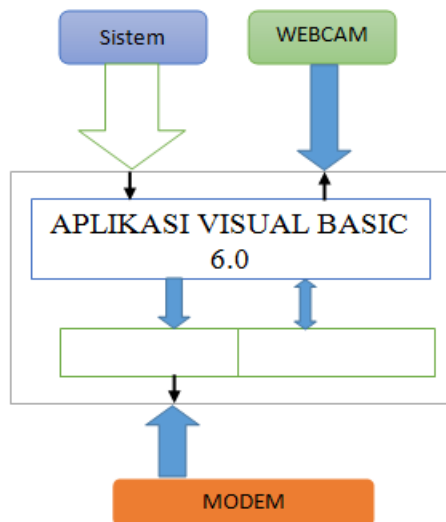 Sistem
WEBCAM
APLIKASI VISUAL BASIC
6.0
MODEM